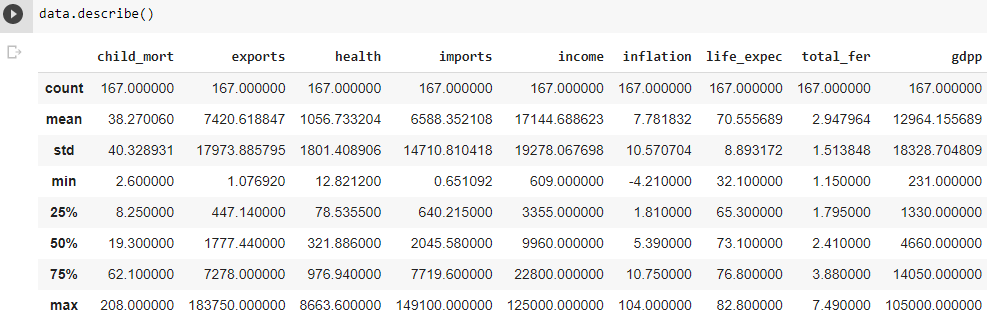 data.describe()
child_mort exports health imports income inflation life_expec total_fer gdpp
count 167.000000 167.000000 167.000000 167.000000 167.000000 167.000000 167.000000 167.000000 167.000000
mean 38.270060 7420.618847 1056.733204 6588.352108 17144.688623 7.781832 70.555689 2.947964 12964.155689
std 40.328931 17973.885795 1801.408906 14710.810418 19278.067698 10.570704 8.893172 1.513848 18328.704809
min 2.600000 1.076920 12.821200 0.651092 609.000000 -4.210000 32.100000 1.150000 231.000000
25% 8.250000 447.140000 78.535500 640.215000 3355.000000 1.810000 65.300000 1.795000 1330.000000
50% 19.300000 1777.440000 321.886000 2045.580000 9960.000000 5.390000 73.100000 2.410000 4660.000000
75% 62.100000 7278.000000 976.940000 7719.600000 22800.000000 10.750000 76.800000 3.880000 14050.000000
max 208.000000 183750.000000 8663.600000 149100.000000 125000.000000 104.000000 82.800000 7.490000 105000.000000